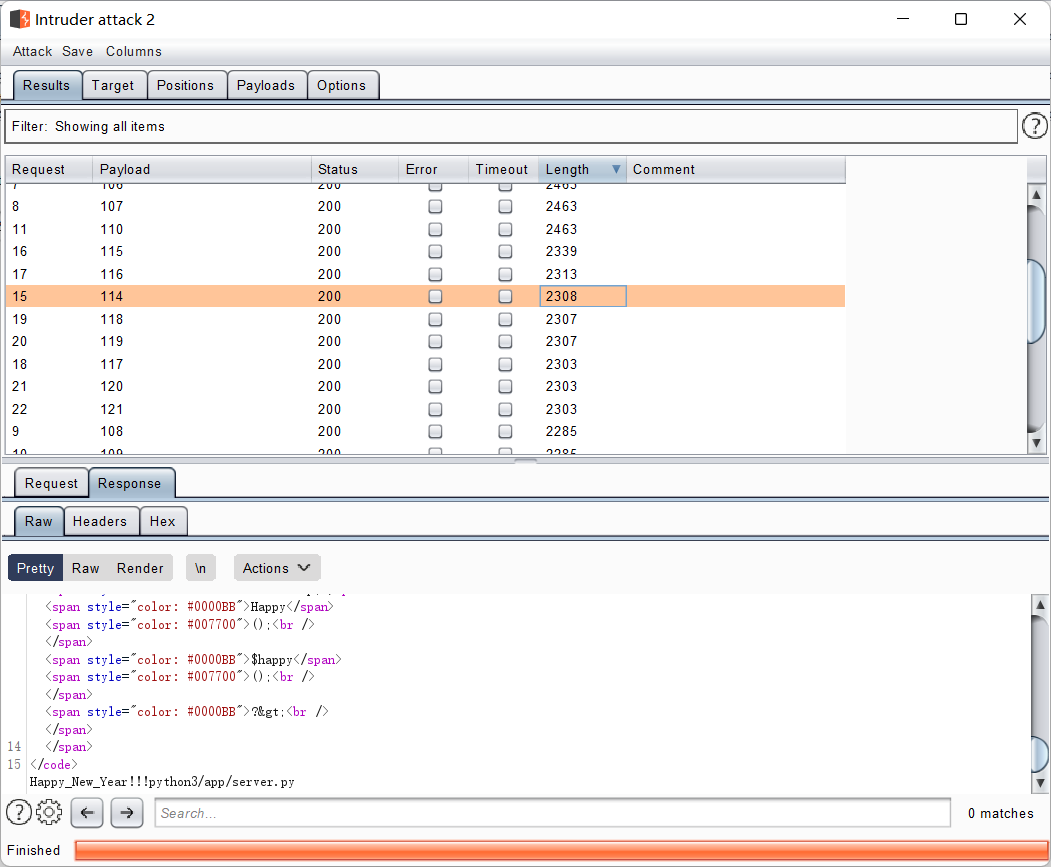 Intruder attack 2
Attack Save Columns
Results Target Positions Payloads Options
Filter: Showing all items
?
Request Payload Status Error Timeout Length Comment
7 106 200 2463
8 107 200 2463
11 110 200 2463
16 115 200 2339
17 116 200 2313
15 114 200 2308
19 118 200 2307
20 119 200 2307
18 117 200 2303
21 120 200 2303
22 121 200 2303
9 108 200 2285
10 109 200 2285
Request Response
Raw Headers Hex
Pretty Raw Render \n Actions
<span style="color: #0000BB">Happy</span>
<span style="color: #007700">();<br />
</span>
<span style="color: #0000BB">$happy</span>
<span style="color: #007700">();<br />
</span>
<span style="color: #0000BB">?&gt;<br />
</span>
14 </span>
15 </code>
Happy_New_Year!!!python3/app/server.py
? Search... 0 matches
Finished